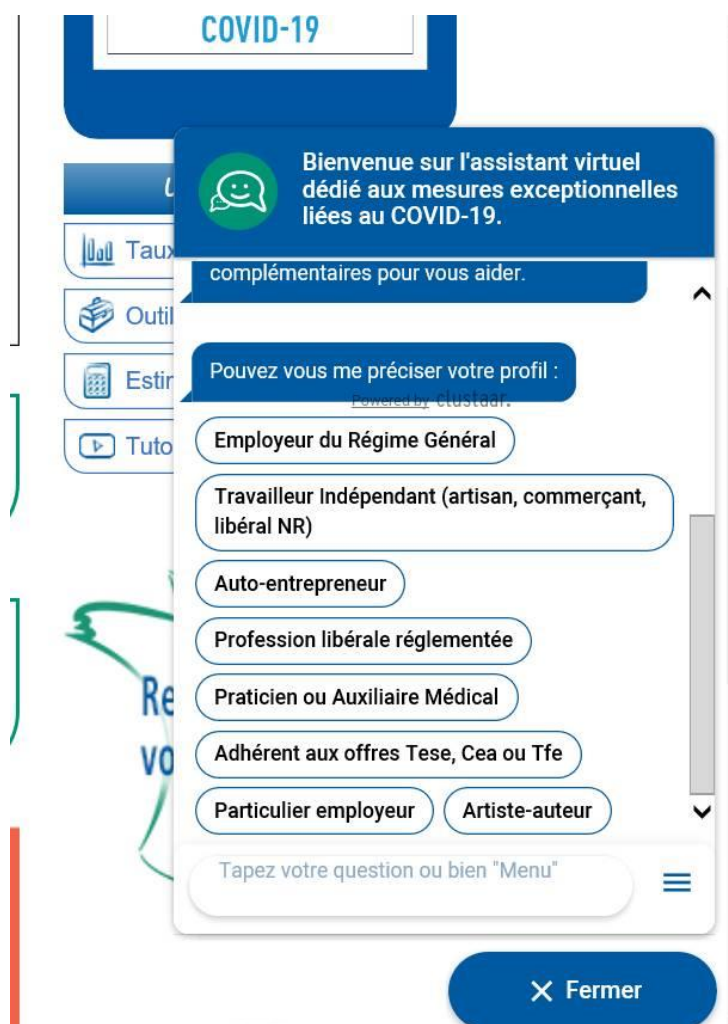 COVID-19
Bienvenue sur l'assistant virtuel
dédié aux mesures exceptionnelles
liées au COVID-19.
complémentaires pour vous aider.
Taux
Outil
Pouvez vous me préciser votre profil :
Estir
Powered by clustaar.
Employeur du Régime Général
Tuto
Travailleur Indépendant (artisan, commerçant,
libéral NR)
Auto-entrepreneur
Profession libérale réglementée
Re
Praticien ou Auxiliaire Médical
vo
Adhérent aux offres Tese, Cea ou Tfe
Particulier employeur
Artiste-auteur
Tapez votre question ou bien "Menu"
Fermer